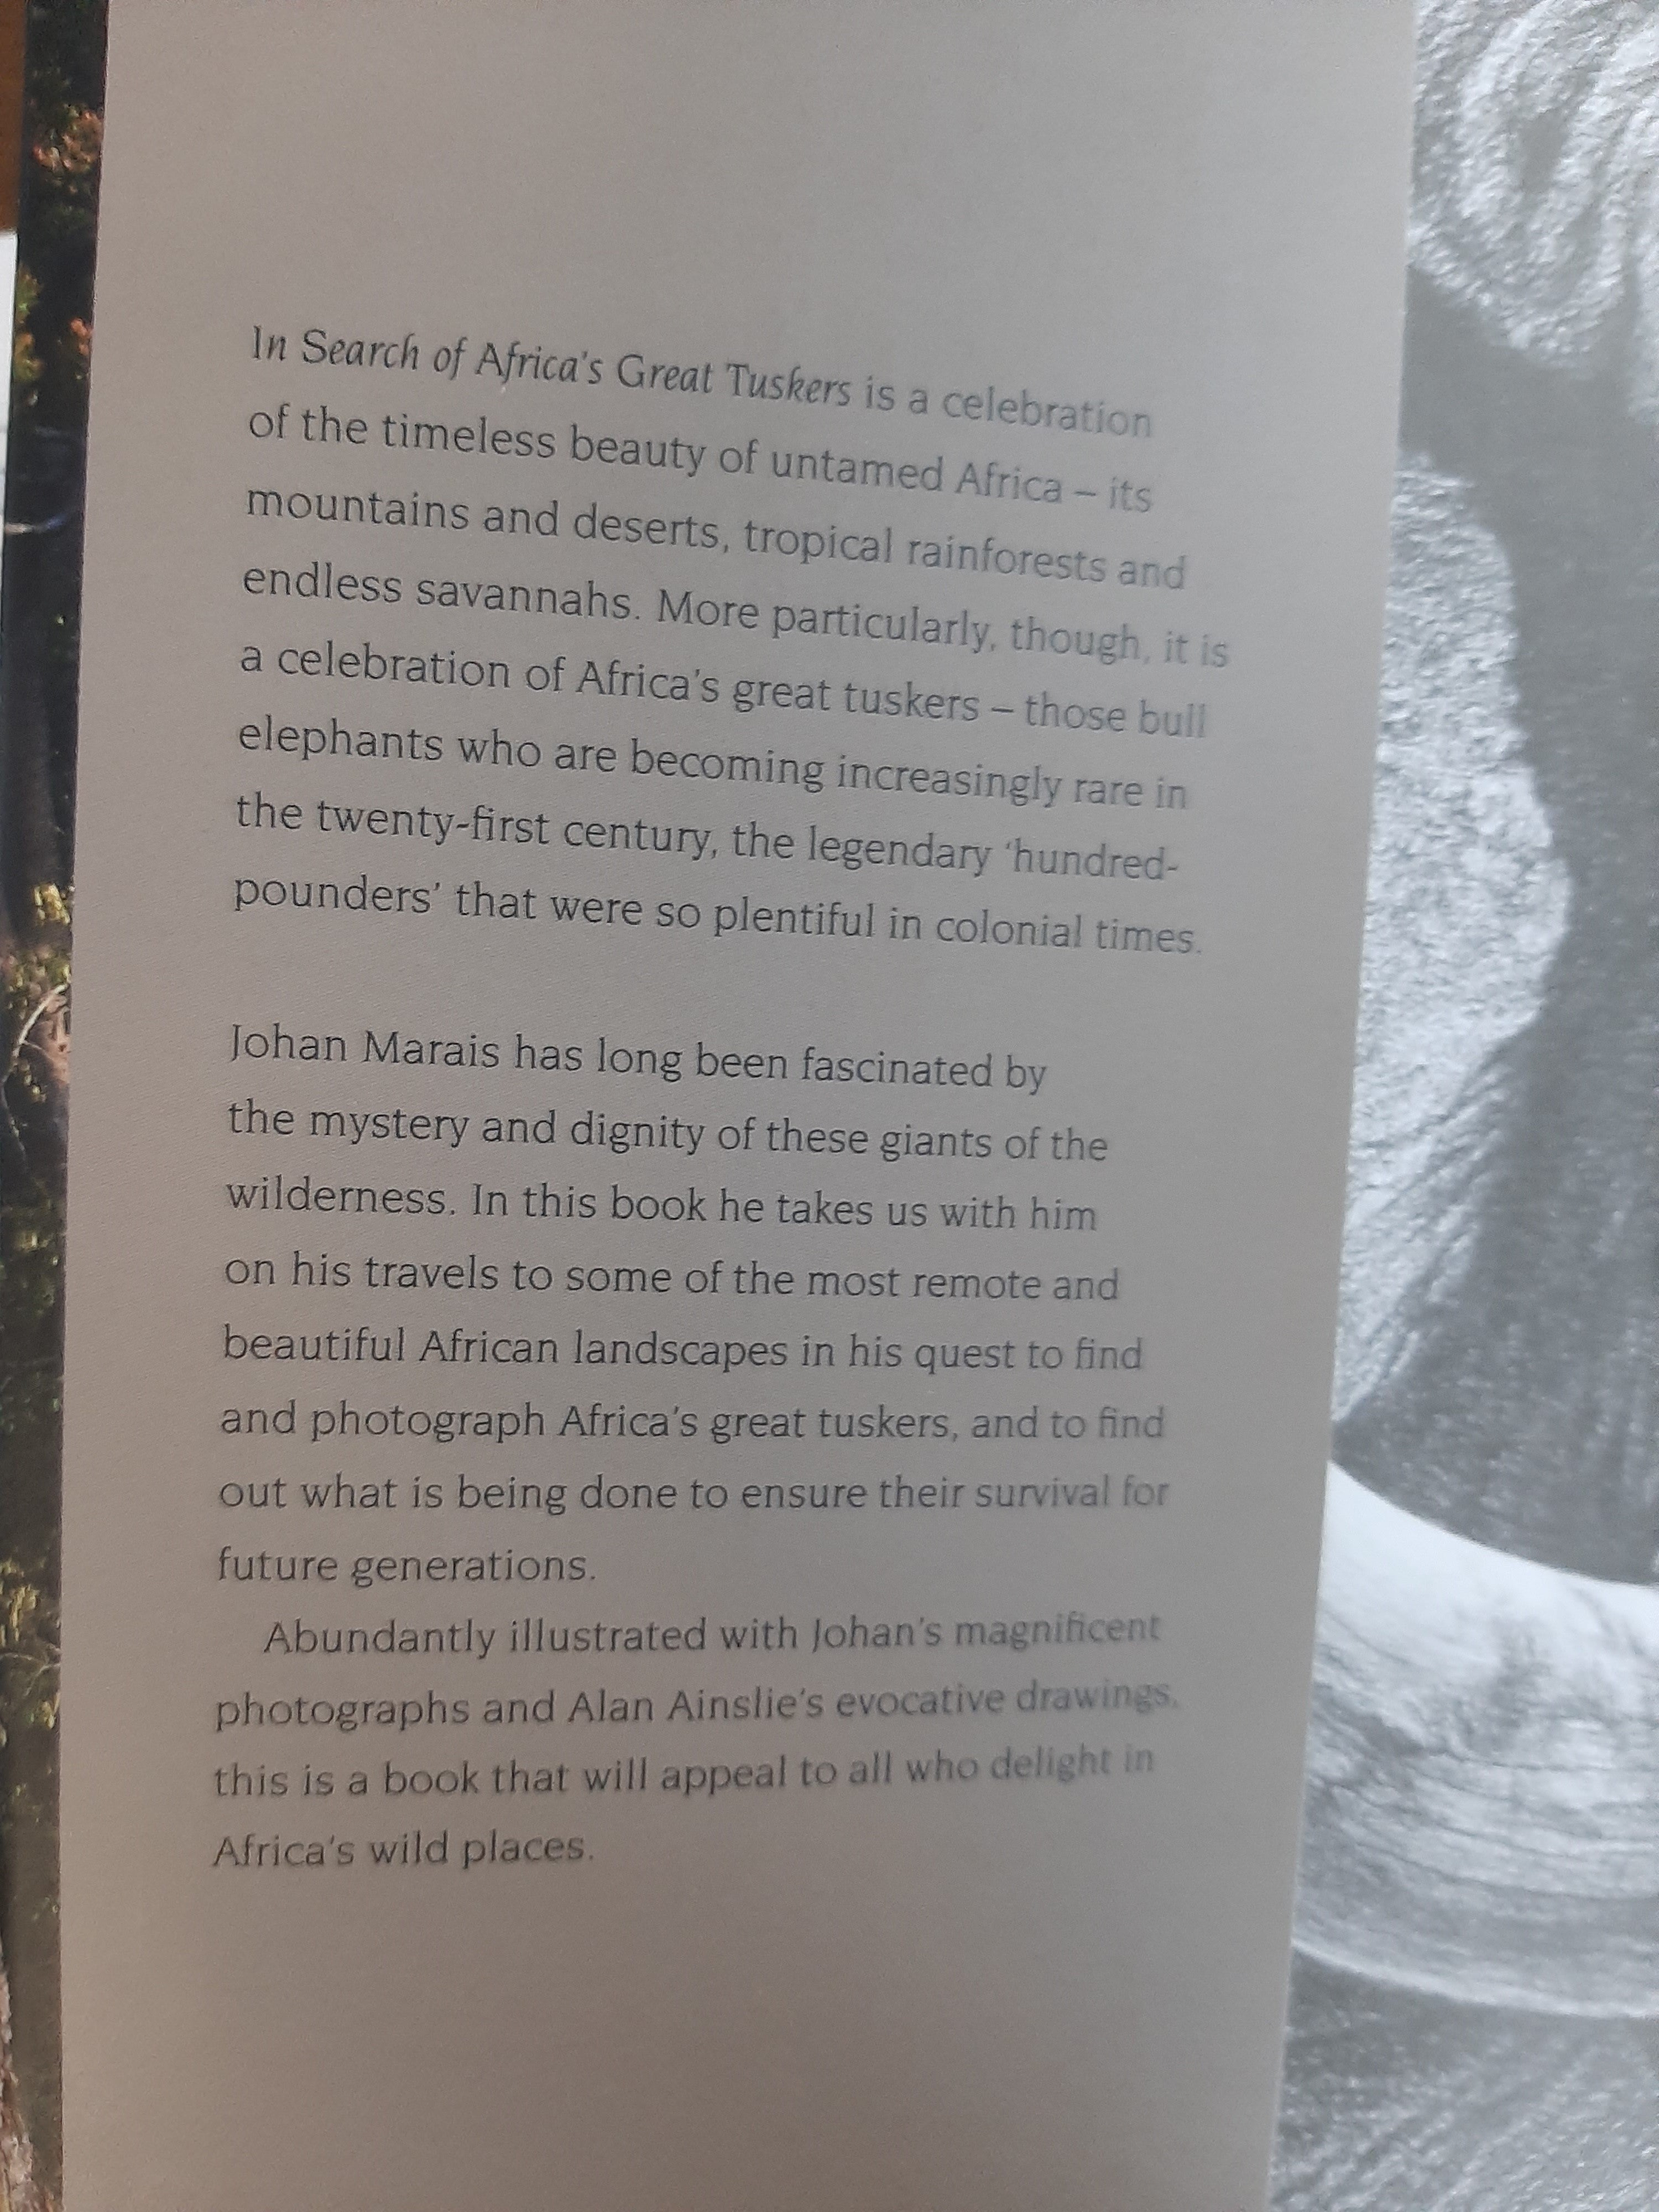 In Search of Africa's Great Tuskers is a celebration
of the timeless beauty of untamed Africa – its
mountains and deserts, tropical rainforests and
endless savannahs. More particularly, though, it is
a celebration of Africa's great tuskers – those bull
elephants who are becoming increasingly rare in
the twenty-first century, the legendary 'hundred-
pounders' that were so plentiful in colonial times.
Johan Marais has long been fascinated by
the mystery and dignity of these giants of the
wilderness. In this book he takes us with him
on his travels to some of the most remote and
beautiful African landscapes in his quest to find
and photograph Africa's great tuskers, and to find
out what is being done to ensure their survival for
future generations.
Abundantly illustrated with Johan's magnificent
photographs and Alan Ainslie's evocative drawings,
this is a book that will appeal to all who delight in
Africa's wild places.